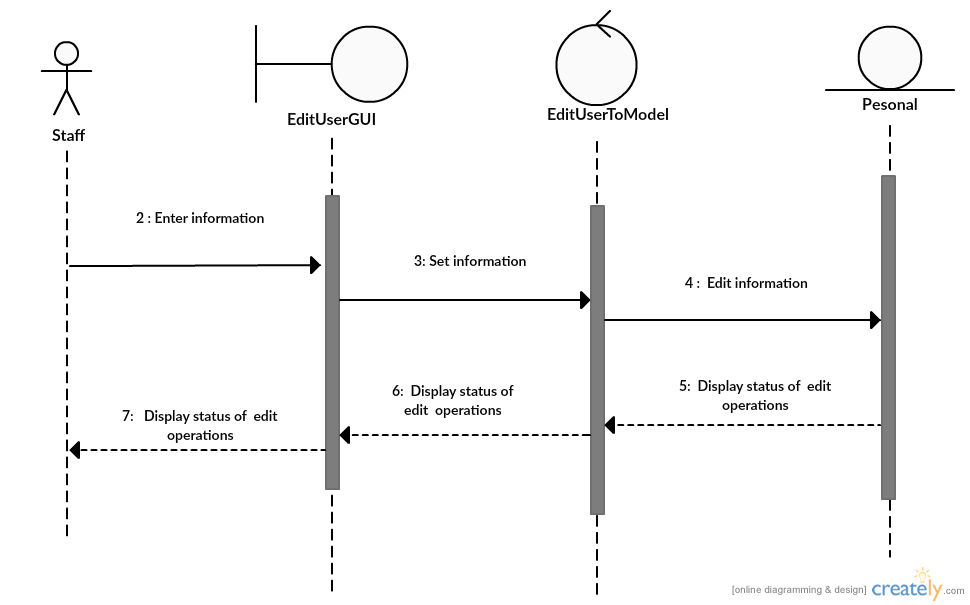 Staff
EditUserGUI
EditUserToModel
Pesonal
2 : Enter information
3: Set information
4 : Edit information
5: Display status of edit
operations
6: Display status of
edit operations
7: Display status of edit
operations
[online diagramming & design] creately.com